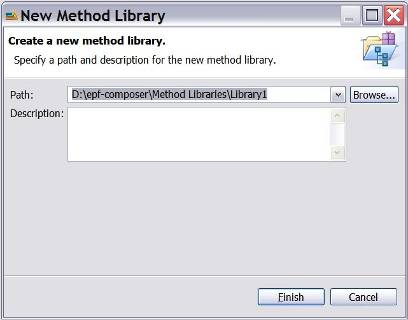 New Method Library
Create a new method library.
Specify a path and description for the new method library.
Path: D:\epf-composer\Method Libraries\Library1 Browse...
Description:
Finish Cancel